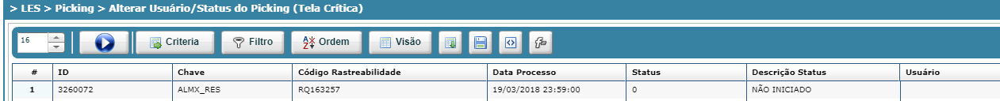 > LES > Picking > Alterar Usuário/Status do Picking (Tela Crítica)
16 Criteria Filtro AZ Ordem Visão
# ID Chave Código Rastreabilidade Data Processo Status Descrição Status Usuário
1 3260072 ALMX_RES RQ163257 19/03/2018 23:59:00 0 NÃO INICIADO